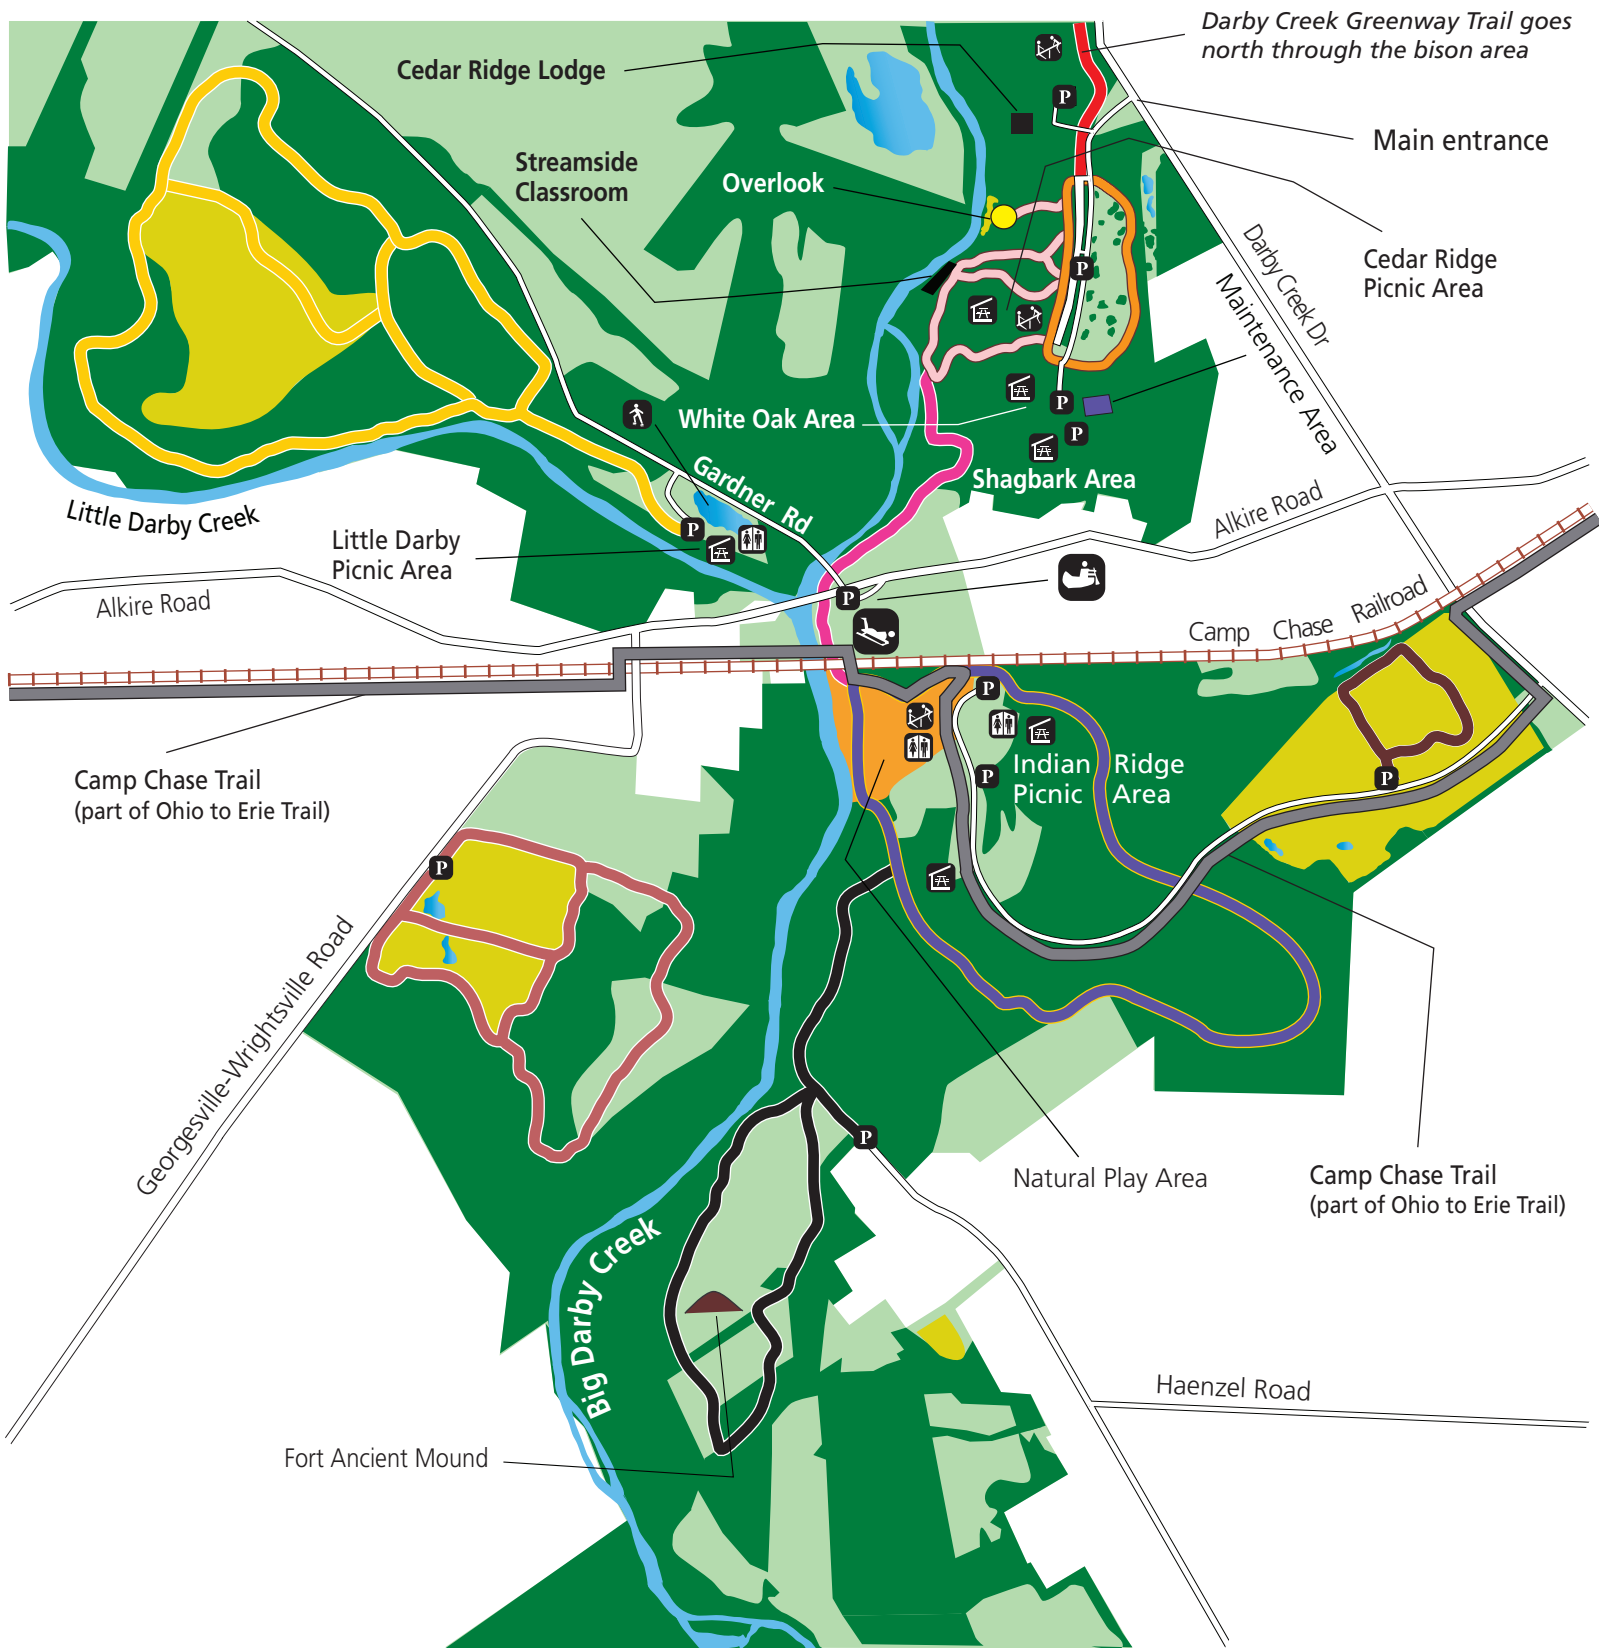 Darby Creek Greenway Trail goes
north through the bison area
Cedar Ridge Lodge
P
Main entrance
Streamside
Classroom
Overlook
Cedar Ridge
Picnic Area
Darby Creek Dr
Maintenance Area
P
P
White Oak Area
P
Shagbark Area
Gardner Rd
Little Darby Creek
Alkire Road
P
Little Darby
Picnic Area
Alkire Road
P
Camp Chase Railroad
P
Indian Ridge
Picnic Area
P
P
Camp Chase Trail
(part of Ohio to Erie Trail)
P
Georgesville-Wrightsville Road
P
Natural Play Area
Camp Chase Trail
(part of Ohio to Erie Trail)
Big Darby Creek
Haenzel Road
Fort Ancient Mound